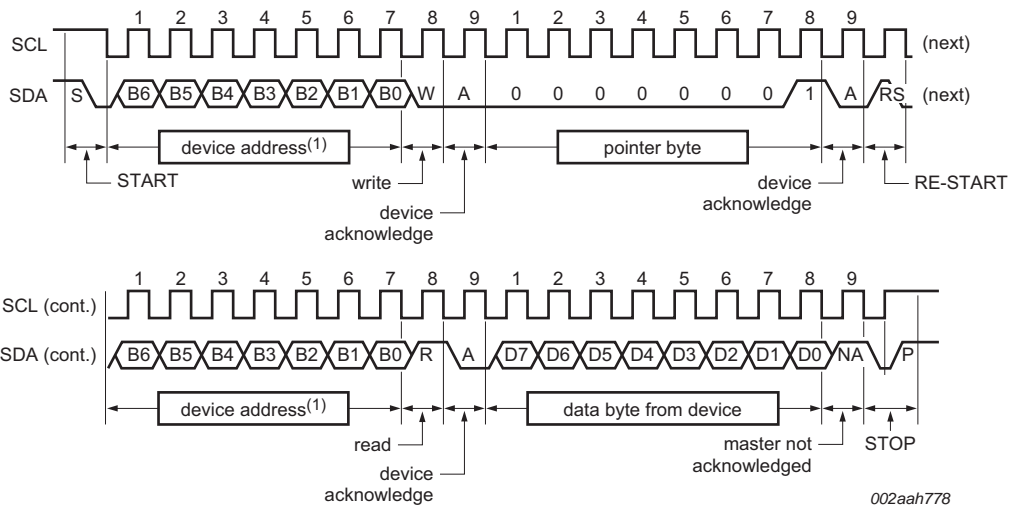 1 2 3 4 5 6 7 8 9 1 2 3 4 5 6 7 8 9
SCL (next)
SDA S B6 B5 B4 B3 B2 B1 B0 W A 0 0 0 0 0 0 0 1 A RS (next)
device address(1) pointer byte
START write device RE-START
device acknowledge
acknowledge
1 2 3 4 5 6 7 8 9 1 2 3 4 5 6 7 8 9
SCL (cont.)
SDA (cont.) B6 B5 B4 B3 B2 B1 B0 R A D7 D6 D5 D4 D3 D2 D1 D0 NA P
device address(1) data byte from device
read master not STOP
device acknowledged
acknowledge
002aah778